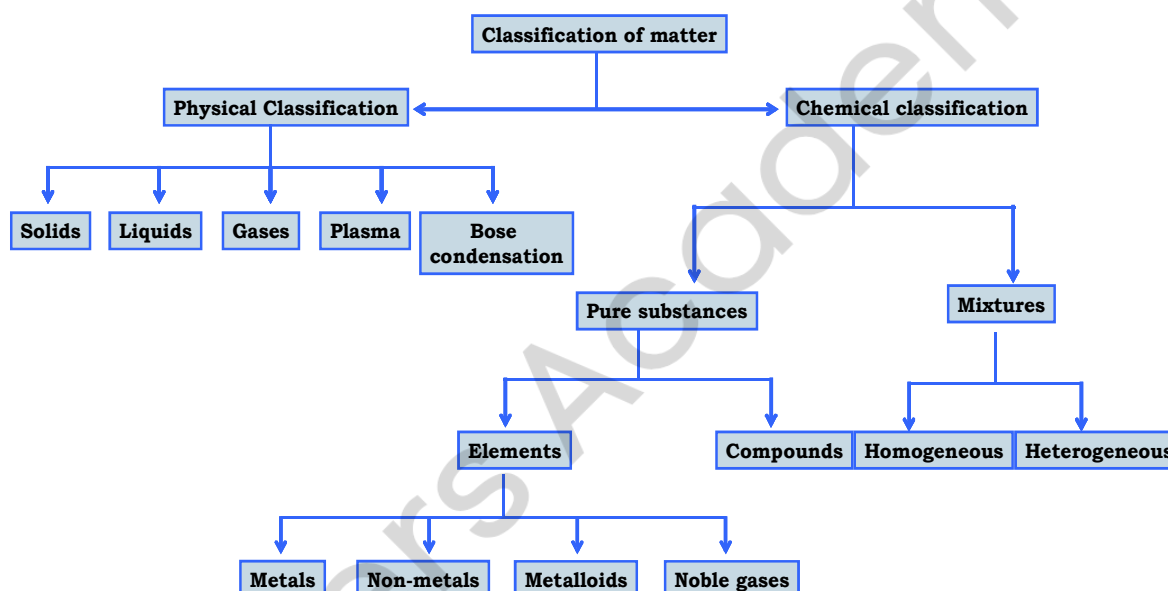 Classification of matter
Physical Classification
Chemical classification
Solids
Liquids
Gases
Plasma
Bose
condensation
Pure substances
Mixtures
Elements
Compounds
Homogeneous
Heterogeneous
Metals
Non-metals
Metalloids
Noble gases